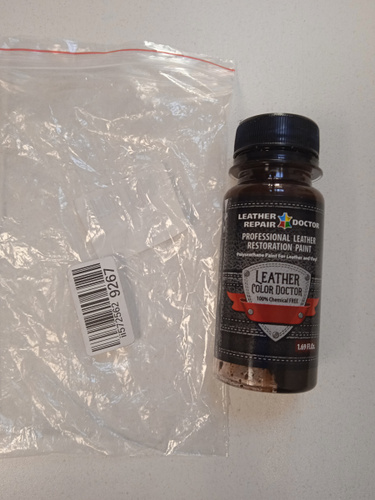 LEATHER
REPAIR DOCTOR
PROFESSIONAL LEATHER
RESTORATION PAINT
Polyurethane Paint For Leather and Vinyl
LEATHER
COLOR DOCTOR
100% Chemical FREE
1.69 FL.oz.
9267